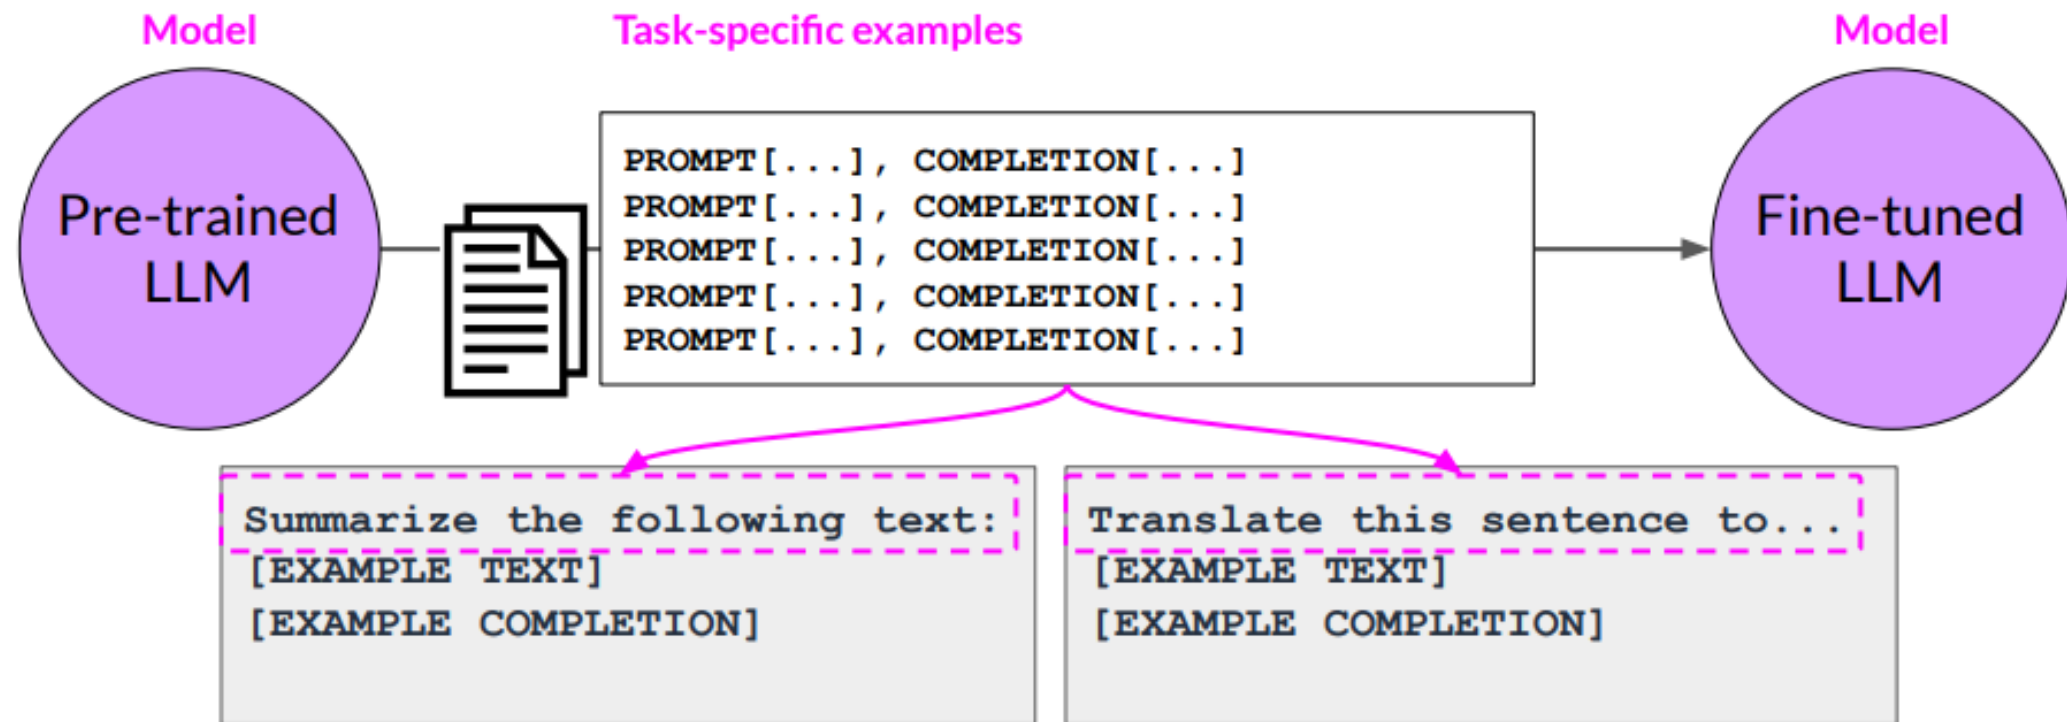 Model
Task-specific examples
Model
Pre-trained
LLM
PROMPT[...], COMPLETION[...]
PROMPT[...], COMPLETION[...]
PROMPT[...], COMPLETION[...]
PROMPT[...], COMPLETION[...]
PROMPT[...], COMPLETION[...]
Fine-tuned
LLM
Summarize the following text:
[EXAMPLE TEXT]
[EXAMPLE COMPLETION]
Translate this sentence to...
[EXAMPLE TEXT]
[EXAMPLE COMPLETION]